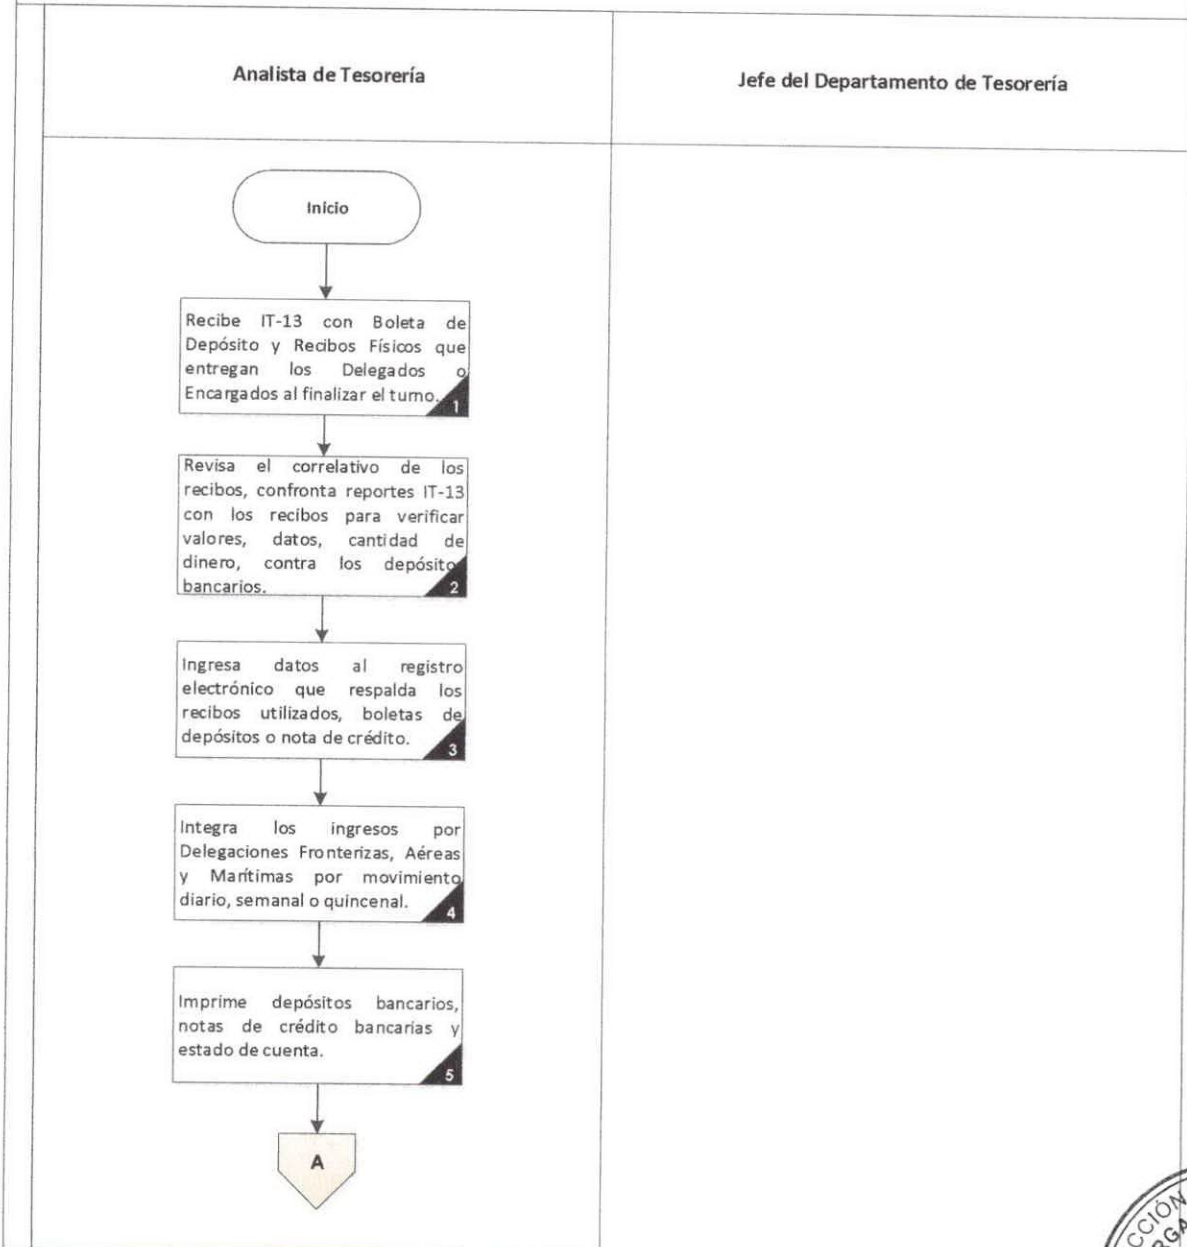 Analista de Tesorería
Jefe del Departamento de Tesorería
Inicio
Recibe IT-13 con Boleta de
Depósito y Recibos Físicos que
entregan los Delegados o
Encargados al finalizar el turno.
1
Revisa el correlativo de los
recibos, confronta reportes IT-13
con los recibos para verificar
valores, datos, cantidad de
dinero, contra los depósitos
bancarios.
2
Ingresa datos al registro
electrónico que respalda los
recibos utilizados, boletas de
depósitos o nota de crédito.
3
Integra los ingresos por
Delegaciones Fronterizas, Aéreas
y Marítimas por movimiento
diario, semanal o quincenal.
4
Imprime depósitos bancarios,
notas de crédito bancarias y
estado de cuenta.
5
A